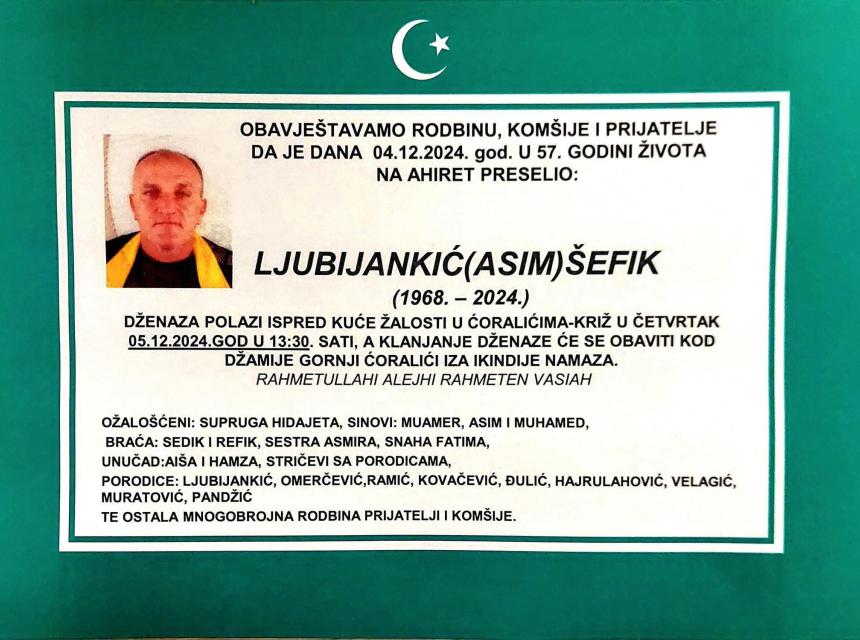 OBAVJEŠTAVAMO RODBINU, KOMŠIJE I PRIJATELJE
DA JE DANA 04.12.2024. god. U 57. GODINI ŽIVOTA
NA AHIRET PRESELIO:
LJUBIJANKIĆ(ASIM)ŠEFIK
(1968. – 2024.)
DŽENAZA POLAZI ISPRED KUĆE ŽALOSTI U ĆORALIĆIMA-KRIŽ U ČETVRTAK
05.12.2024.GOD U 13:30. SATI, A KLANJANJE DŽENAZE ĆE SE OBAVITI KOD
DŽAMIJE GORNJI ĆORALIĆI IZA IKINDIJE NAMAZA.
RAHMETULLAHI ALEJHI RAHMETEN VASIAH
OŽALOŠĆENI: SUPRUGA HIDAJETA, SINOVI: MUAMER, ASIM I MUHAMED,
BRAĆA: SEDIK I REFIK, SESTRA ASMIRA, SNAHA FATIMA,
UNUČAD:AIŠA I HAMZA, STRIČEVI SA PORODICAMA,
PORODICE: LJUBIJANKIĆ, OMERČEVIĆ,RAMIĆ, KOVAČEVIĆ, ĐULIĆ, HAJRULAHOVIĆ, VELAGIĆ,
MURATOVIĆ, PANDŽIĆ
TE OSTALA MNOGOBROJNA RODBINA PRIJATELJI I KOMŠIJE.